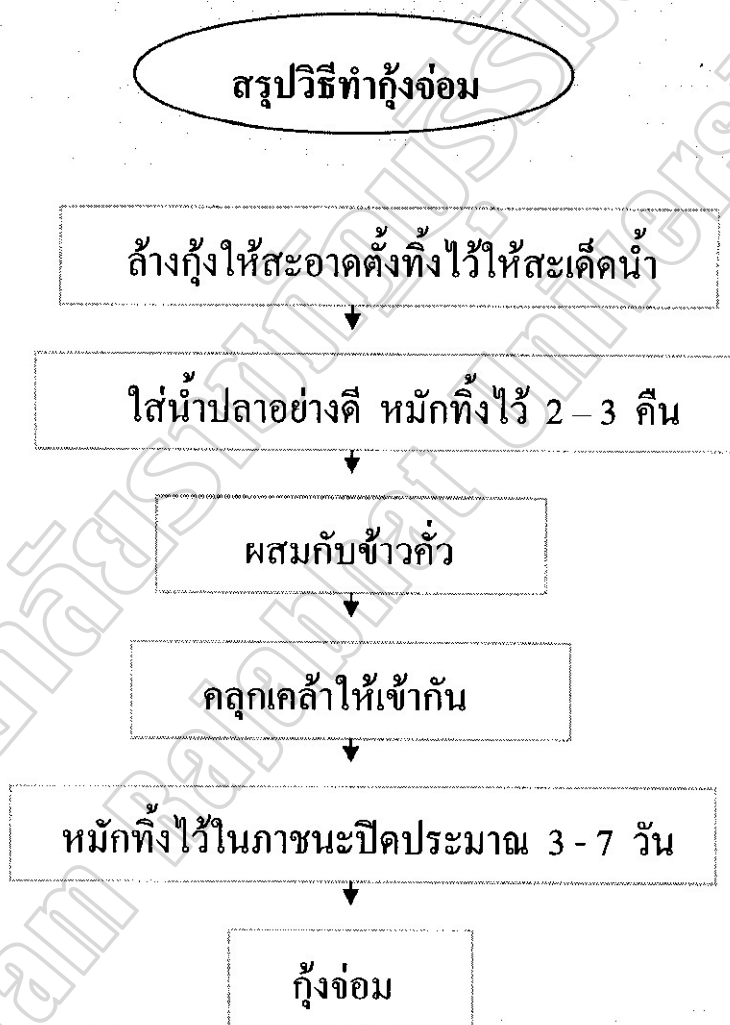 สรุปวิธีทำกุ้งจ่อม
ล้างกุ้งให้สะอาดตั้งทิ้งไว้ให้สะเด็ดน้ำ
ใส่น้ำปลาอย่างดี หมักทิ้งไว้ 2 – 3 คืน
ผสมกับข้าวคั่ว
คลุกเคล้าให้เข้ากัน
หมักทิ้งไว้ในภาชนะปิดประมาณ 3 - 7 วัน
กุ้งจ่อม